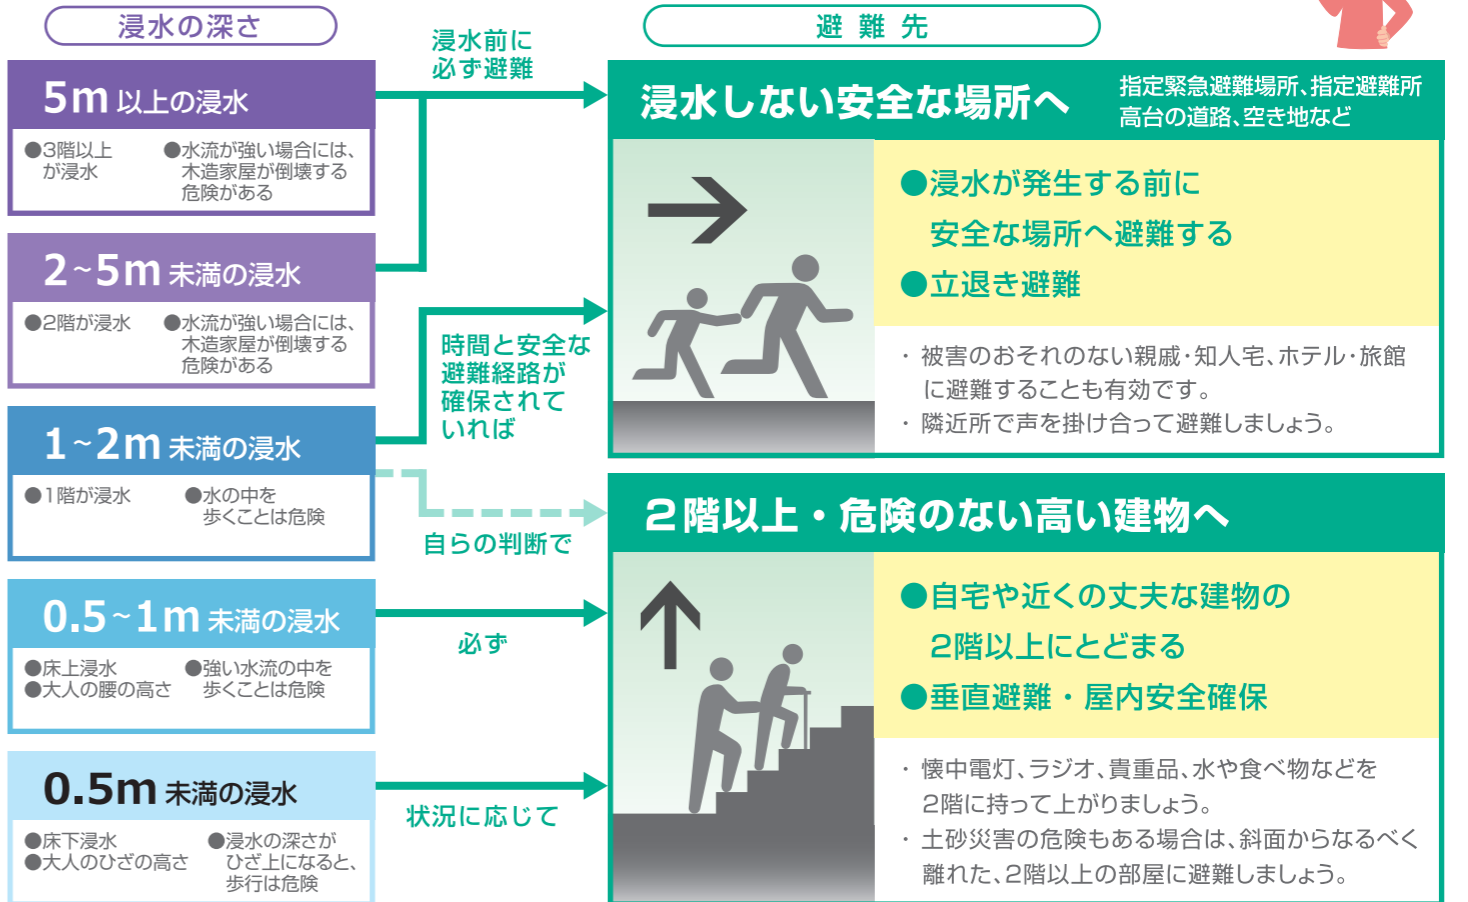 浸水の深さ
5m 以上の浸水
●3階以上
が浸水
●水流が強い場合には、
木造家屋が倒壊する
危険がある
2~5m 未満の浸水
●2階が浸水
●水流が強い場合には、
木造家屋が倒壊する
危険がある
1~2m 未満の浸水
●1階が浸水
●水の中を
歩くことは危険
0.5~1m 未満の浸水
●床上浸水
●大人の腰の高さ
●強い水流の中を
歩くことは危険
0.5m 未満の浸水
●床下浸水
●大人のひざの高さ
●浸水の深さが
ひざ上になると、
歩行は危険
浸水前に
必ず避難
時間と安全な
避難経路が
確保されて
いれば
自らの判断で
必ず
状況に応じて
避難先
浸水しない安全な場所へ
指定緊急避難場所、指定避難所
高台の道路、空き地など
●浸水が発生する前に
安全な場所へ避難する
●立退き避難
・被害のおそれのない親戚・知人宅、ホテル・旅館
に避難することも有効です。
・隣近所で声を掛け合って避難しましょう。
2階以上・危険のない高い建物へ
●自宅や近くの丈夫な建物の
2階以上にとどまる
●垂直避難・屋内安全確保
・懐中電灯、ラジオ、貴重品、水や食べ物などを
2階に持って上がりましょう。
・土砂災害の危険もある場合は、斜面からなるべく
離れた、2階以上の部屋に避難しましょう。